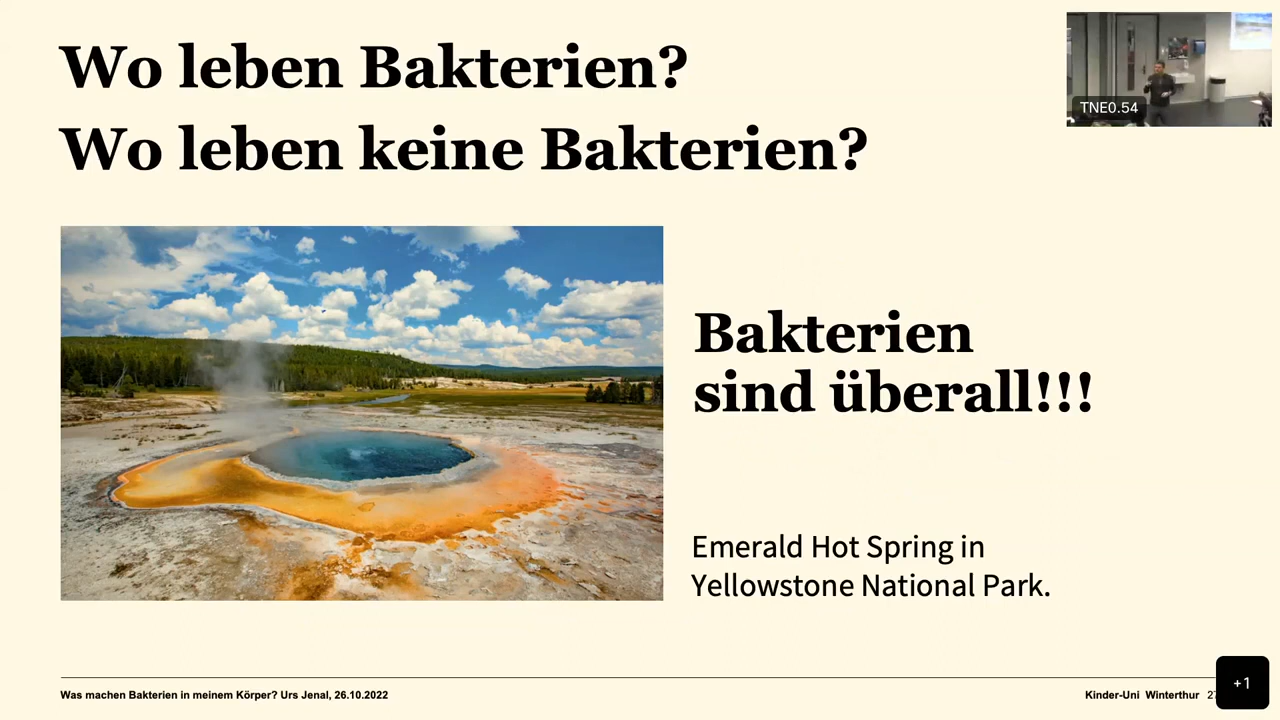 Wo leben Bakterien?
Wo leben keine Bakterien?
TNE0.54
Bakterien
sind überall!!!
Emerald Hot Spring in
Yellowstone National Park.
Was machen Bakterien in meinem Körper? Urs Jenal, 26.10.2022
Kinder-Uni Winterthur
+1